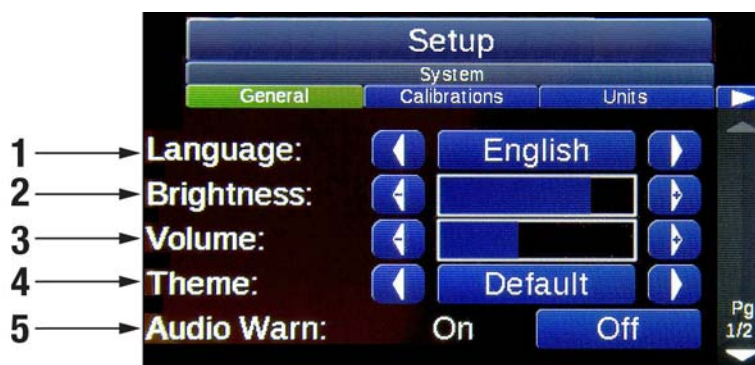 Setup
System
General Calibrations Units
1 Language: English
2 Brightness: - +
3 Volume: - +
4 Theme: Default
5 Audio Warn: On Off
Pg
1/2